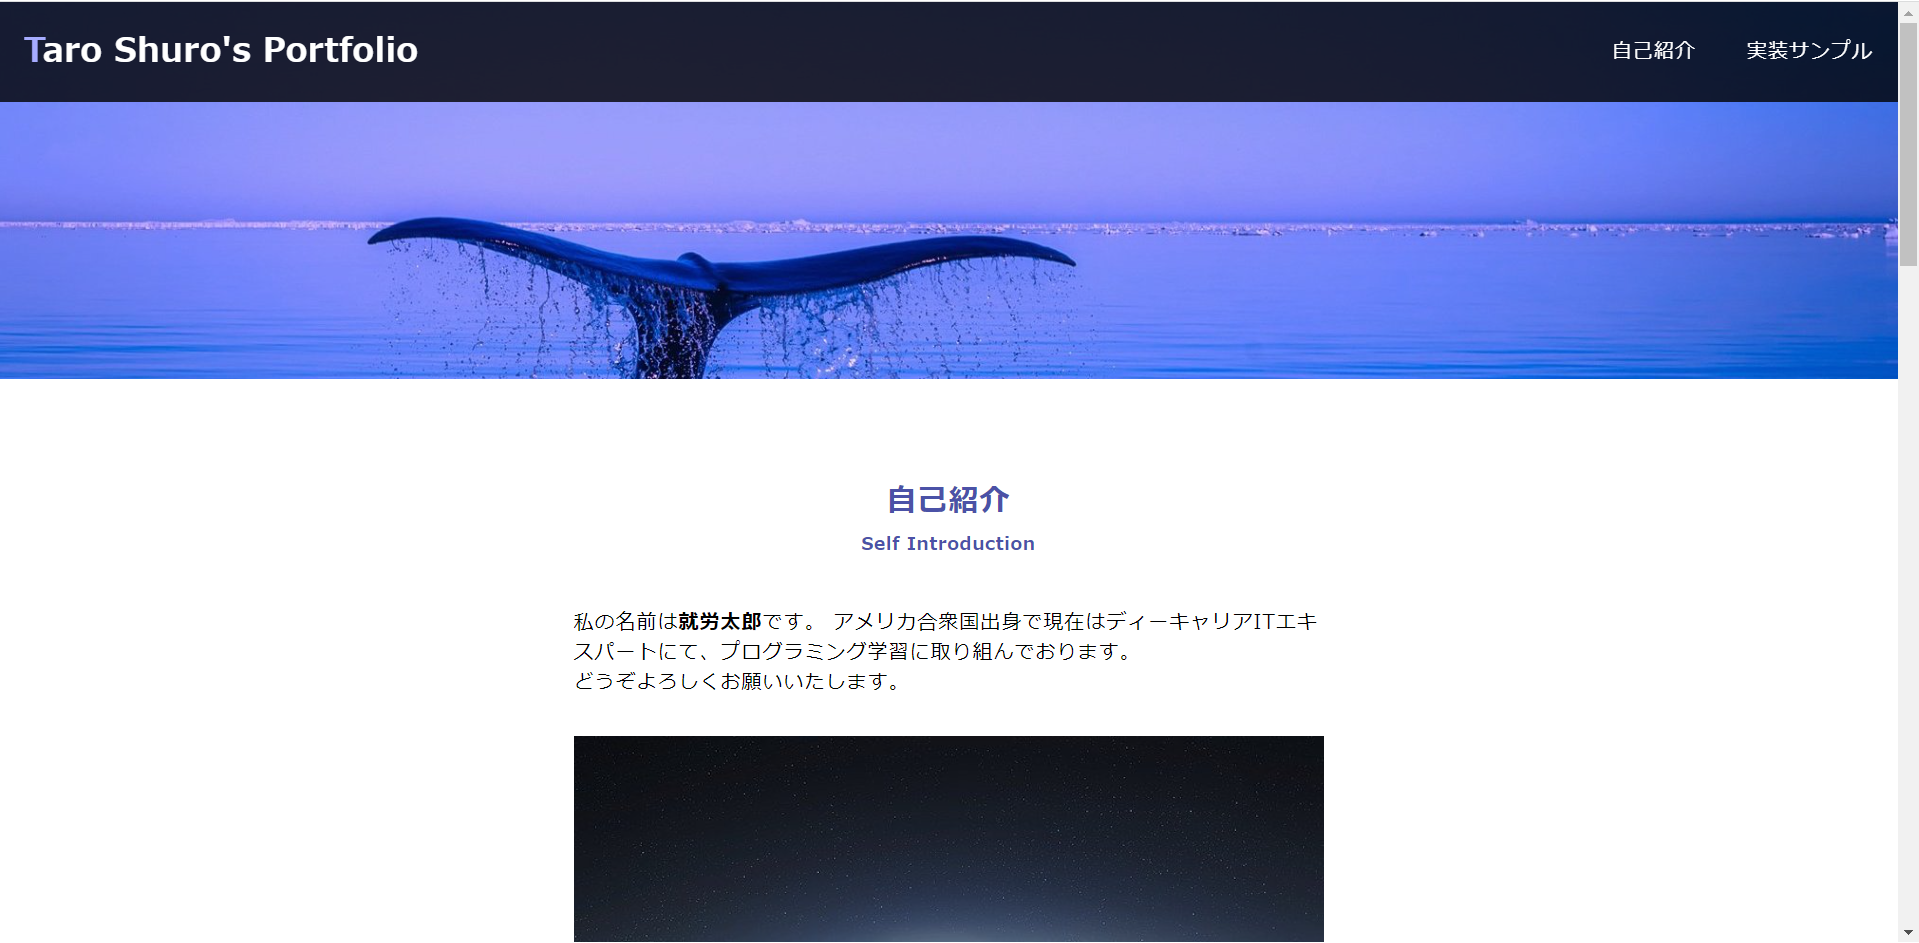 Taro Shuro's Portfolio
自己紹介
実装サンプル
自己紹介
Self Introduction
私の名前は就労太郎です。 アメリカ合衆国出身で現在はディーキャリアITエキ
スパートにて、プログラミング学習に取り組んでおります。
どうぞよろしくお願いいたします。